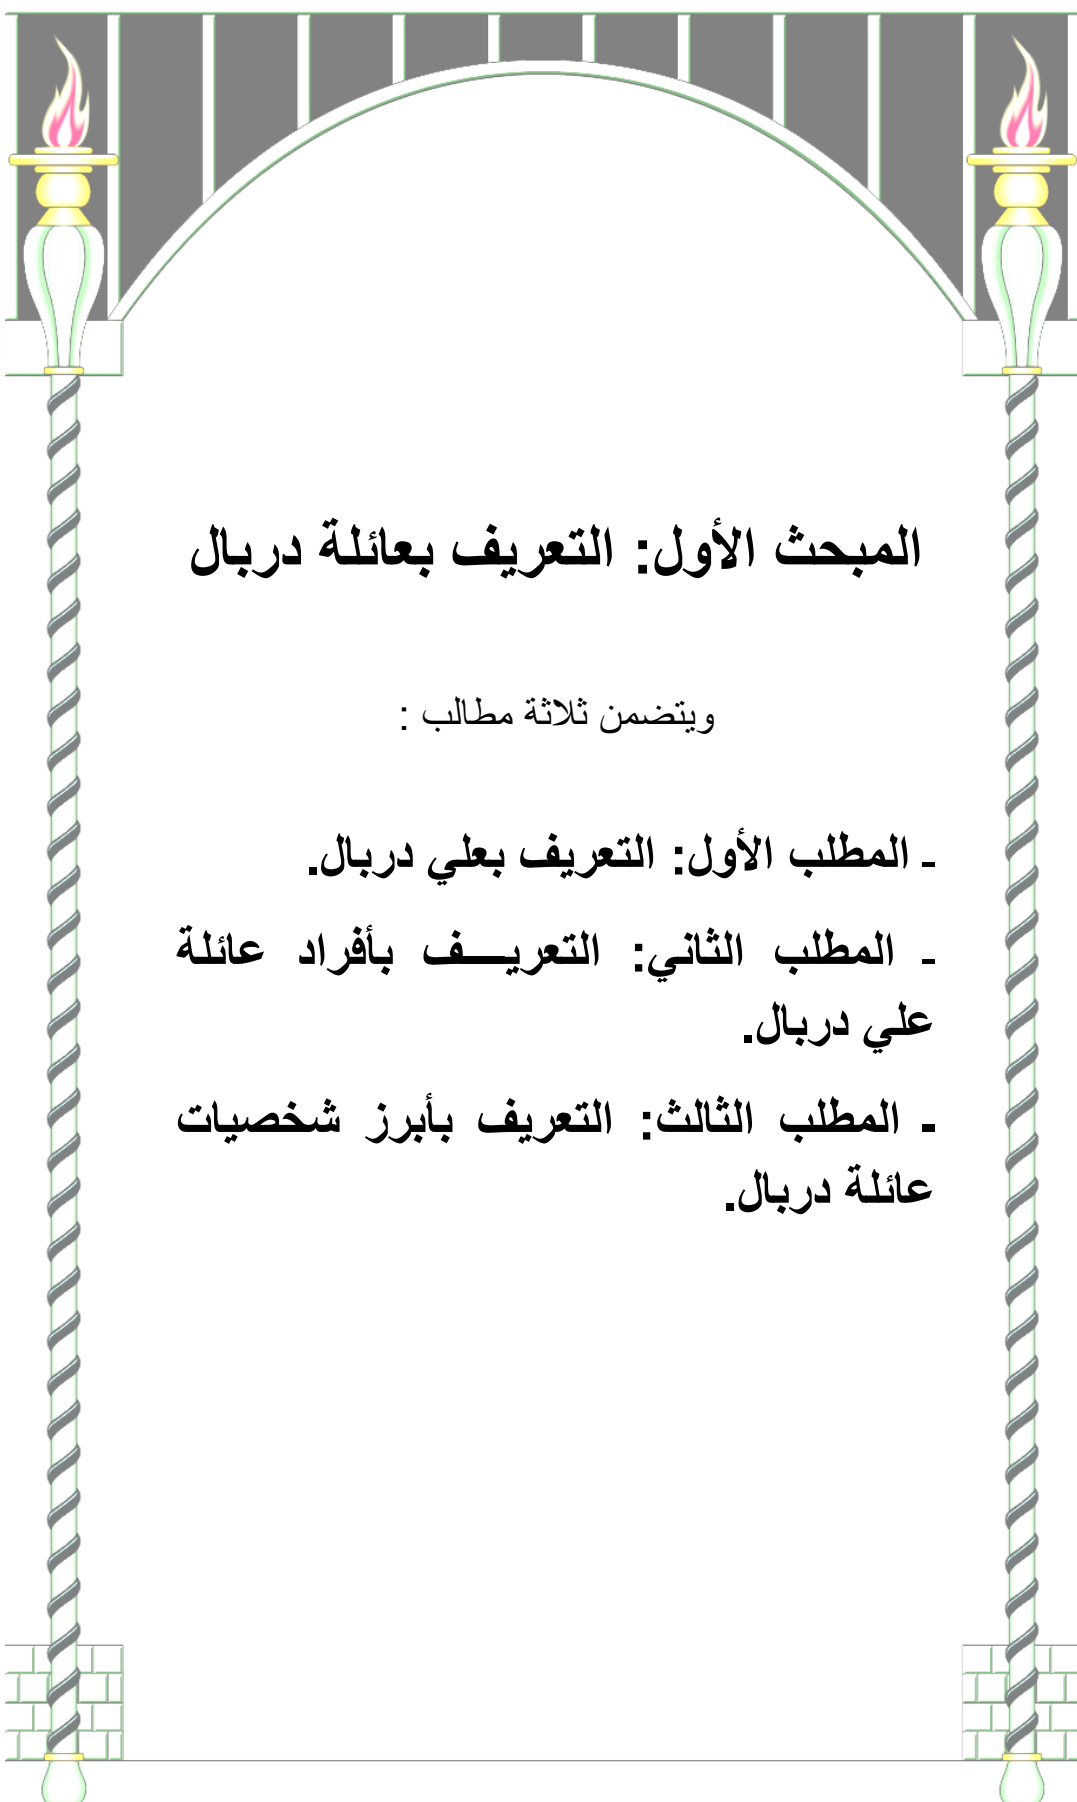 المبحث الأول: التعريف بعائلة دربال
ويتضمن ثلاثة مطالب :
- المطلب الأول: التعريف بعلي دربال.
- المطلب الثاني: التعريـــف بأفراد عائلة
علي دربال.
- المطلب الثالث: التعريف بأبرز شخصيات
عائلة دربال.